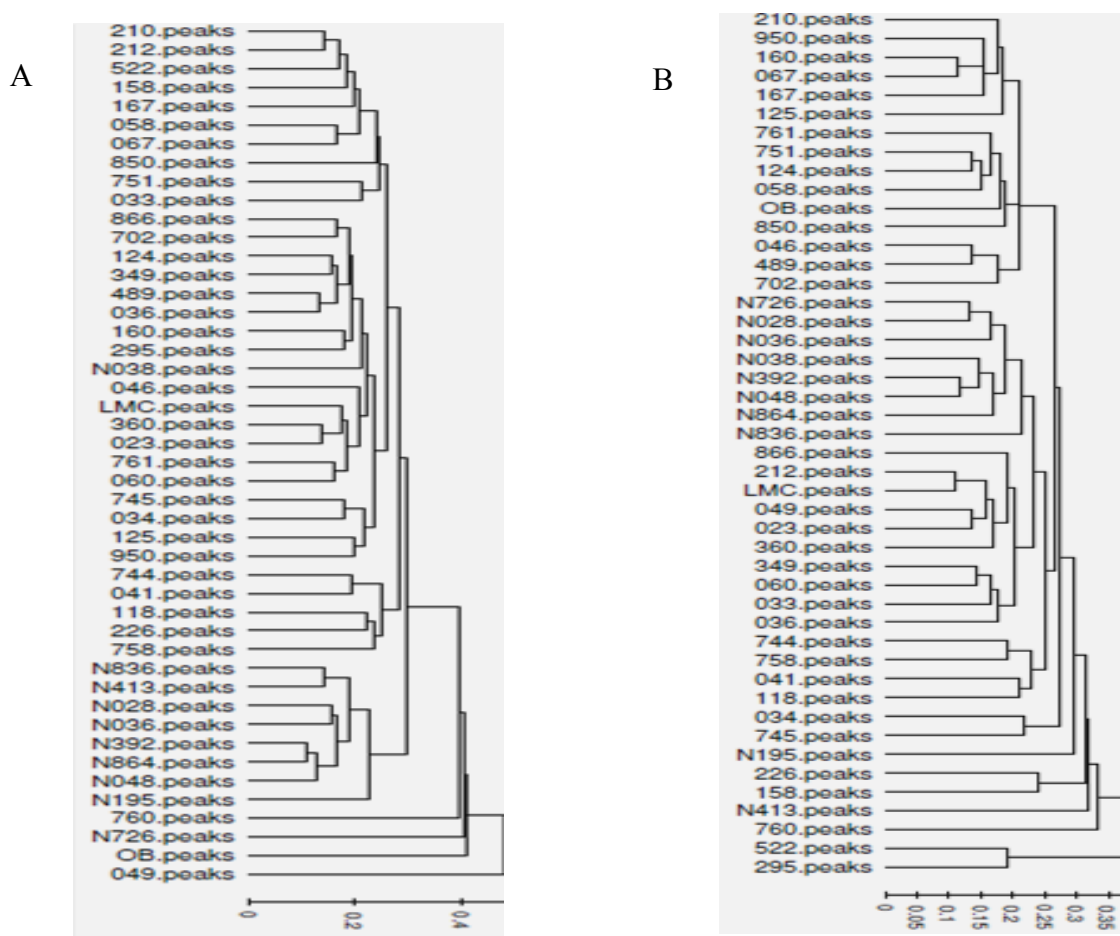 A
210.peaks
212.peaks
522.peaks
158.peaks
167.peaks
058.peaks
067.peaks
850.peaks
751.peaks
033.peaks
866.peaks
702.peaks
124.peaks
349.peaks
489.peaks
036.peaks
160.peaks
295.peaks
N038.peaks
046.peaks
LMC.peaks
360.peaks
023.peaks
761.peaks
060.peaks
745.peaks
034.peaks
125.peaks
950.peaks
744.peaks
041.peaks
118.peaks
226.peaks
758.peaks
N836.peaks
N413.peaks
N028.peaks
N036.peaks
N392.peaks
N864.peaks
N048.peaks
N195.peaks
760.peaks
N726.peaks
OB.peaks
049.peaks
0 0.2 0.4
B
210.peaks
950.peaks
160.peaks
067.peaks
167.peaks
125.peaks
761.peaks
751.peaks
124.peaks
058.peaks
OB.peaks
850.peaks
046.peaks
489.peaks
702.peaks
N726.peaks
N028.peaks
N036.peaks
N038.peaks
N392.peaks
N048.peaks
N864.peaks
N836.peaks
866.peaks
212.peaks
LMC.peaks
049.peaks
023.peaks
360.peaks
349.peaks
060.peaks
033.peaks
036.peaks
744.peaks
758.peaks
041.peaks
118.peaks
034.peaks
745.peaks
N195.peaks
226.peaks
158.peaks
N413.peaks
760.peaks
522.peaks
295.peaks
0 0.05 0.1 0.15 0.2 0.25 0.3 0.35